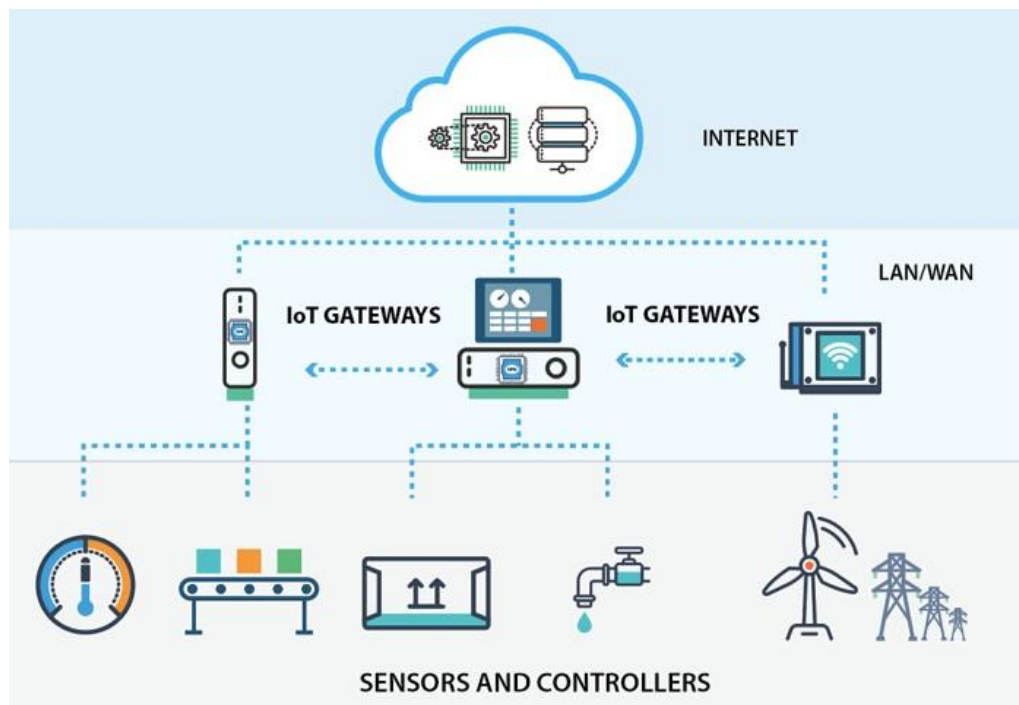 INTERNET
LAN/WAN
IoT GATEWAYS
IoT GATEWAYS
SENSORS AND CONTROLLERS